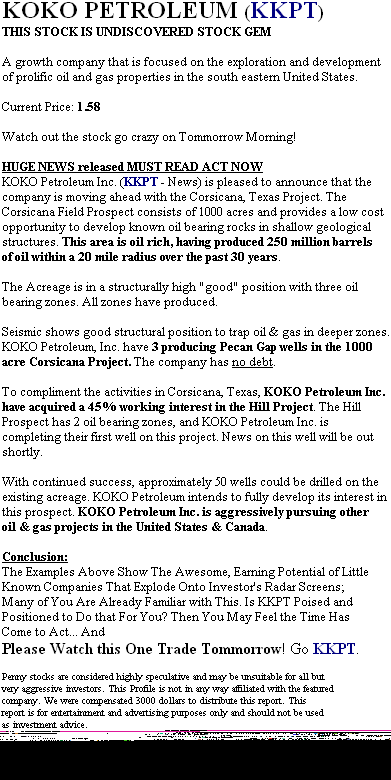 KOKO PETROLEUM (KKPT)
THIS STOCK IS UNDISCOVERED STOCK GEM
A growth company that is focused on the exploration and development
of prolific oil and gas properties in the south eastern United States.
Current Price: 1.58
Watch out the stock go crazy on Tommorrow Morning!
HUGE NEWS released MUST READ ACT NOW
KOKO Petroleum Inc. (KKPT - News) is pleased to announce that the
company is moving ahead with the Corsicana, Texas Project. The
Corsicana Field Prospect consists of 1000 acres and provides a low cost
opportunity to develop known oil bearing rocks in shallow geological
structures. This area is oil rich, having produced 250 million barrels
of oil within a 20 mile radius over the past 30 years.
The Acreage is in a structurally high "good" position with three oil
bearing zones. All zones have produced.
Seismic shows good structural position to trap oil & gas in deeper zones.
KOKO Petroleum, Inc. have 3 producing Pecan Gap wells in the 1000
acre Corsicana Project. The company has no debt.
To compliment the activities in Corsicana, Texas, KOKO Petroleum Inc.
have acquired a 45% working interest in the Hill Project. The Hill
Prospect has 2 oil bearing zones, and KOKO Petroleum Inc. is
completing their first well on this project. News on this well will be out
shortly.
With continued success, approximately 50 wells could be drilled on the
existing acreage. KOKO Petroleum intends to fully develop its interest in
this prospect. KOKO Petroleum Inc. is aggressively pursuing other
oil & gas projects in the United States & Canada.
Conclusion:
The Examples Above Show The Awesome, Earning Potential of Little
Known Companies That Explode Onto Investor's Radar Screens;
Many of You Are Already Familiar with This. Is KKPT Poised and
Positioned to Do that For You? Then You May Feel the Time Has
Come to Act... And
Please Watch this One Trade Tommorrow! Go KKPT.
Penny stocks are considered highly speculative and may be unsuitable for all but
very aggressive investors. This Profile is not in any way affiliated with the featured
company. We were compensated 3000 dollars to distribute this report. This
report is for entertainment and advertising purposes only and should not be used
as investment advice.